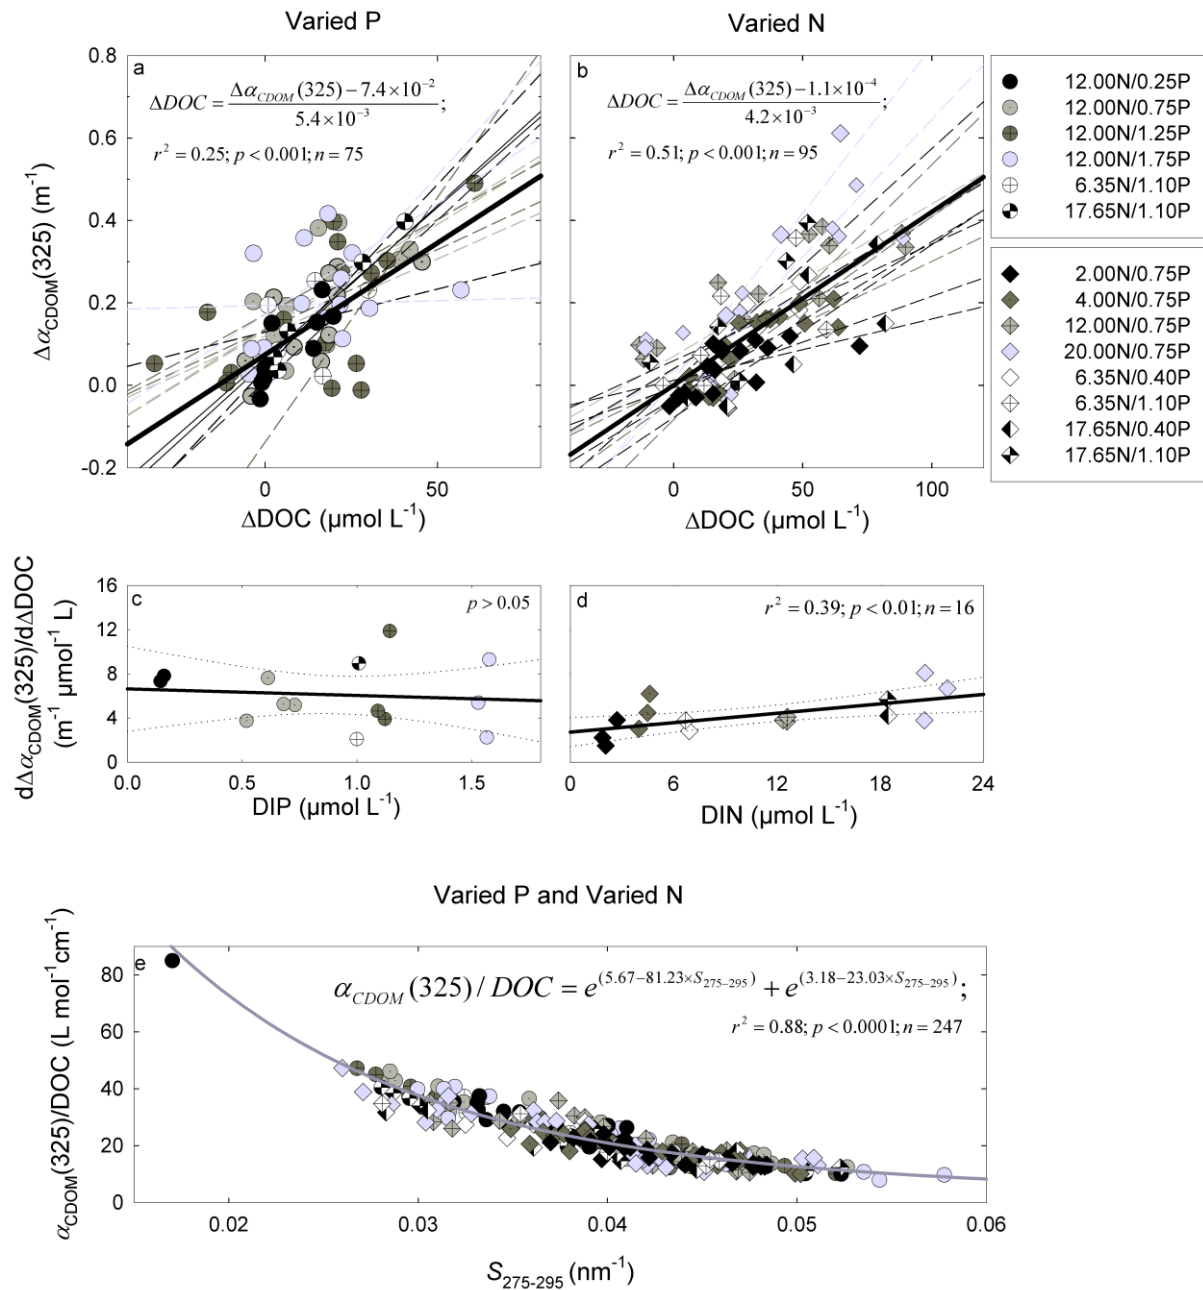 Varied P
Varied N
a
ΔDOC = (Δα_CDOM(325) − 7.4×10⁻²) / (5.4×10⁻³);
r² = 0.25; p < 0.001; n = 75
b
ΔDOC = (Δα_CDOM(325) − 1.1×10⁻⁴) / (4.2×10⁻³);
r² = 0.51; p < 0.001; n = 95
Δα_CDOM(325) (m⁻¹)
0.8
0.6
0.4
0.2
0.0
-0.2
0 50
ΔDOC (µmol L⁻¹)
0 50 100
ΔDOC (µmol L⁻¹)
12.00N/0.25P
12.00N/0.75P
12.00N/1.25P
12.00N/1.75P
6.35N/1.10P
17.65N/1.10P
2.00N/0.75P
4.00N/0.75P
12.00N/0.75P
20.00N/0.75P
6.35N/0.40P
6.35N/1.10P
17.65N/0.40P
17.65N/1.10P
dΔα_CDOM(325)/dΔDOC
(m⁻¹ µmol⁻¹ L)
16
12
8
4
0
c
p > 0.05
0.0 0.5 1.0 1.5
DIP (µmol L⁻¹)
d
r² = 0.39; p < 0.01; n = 16
0 6 12 18 24
DIN (µmol L⁻¹)
Varied P and Varied N
α_CDOM(325)/DOC (L mol⁻¹cm⁻¹)
80
60
40
20
0
e
α_CDOM(325) / DOC = e^(5.67−81.23×S₂₇₅₋₂₉₅) + e^(3.18−23.03×S₂₇₅₋₂₉₅);
r² = 0.88; p < 0.0001; n = 247
0.02 0.03 0.04 0.05 0.06
S₂₇₅₋₂₉₅ (nm⁻¹)